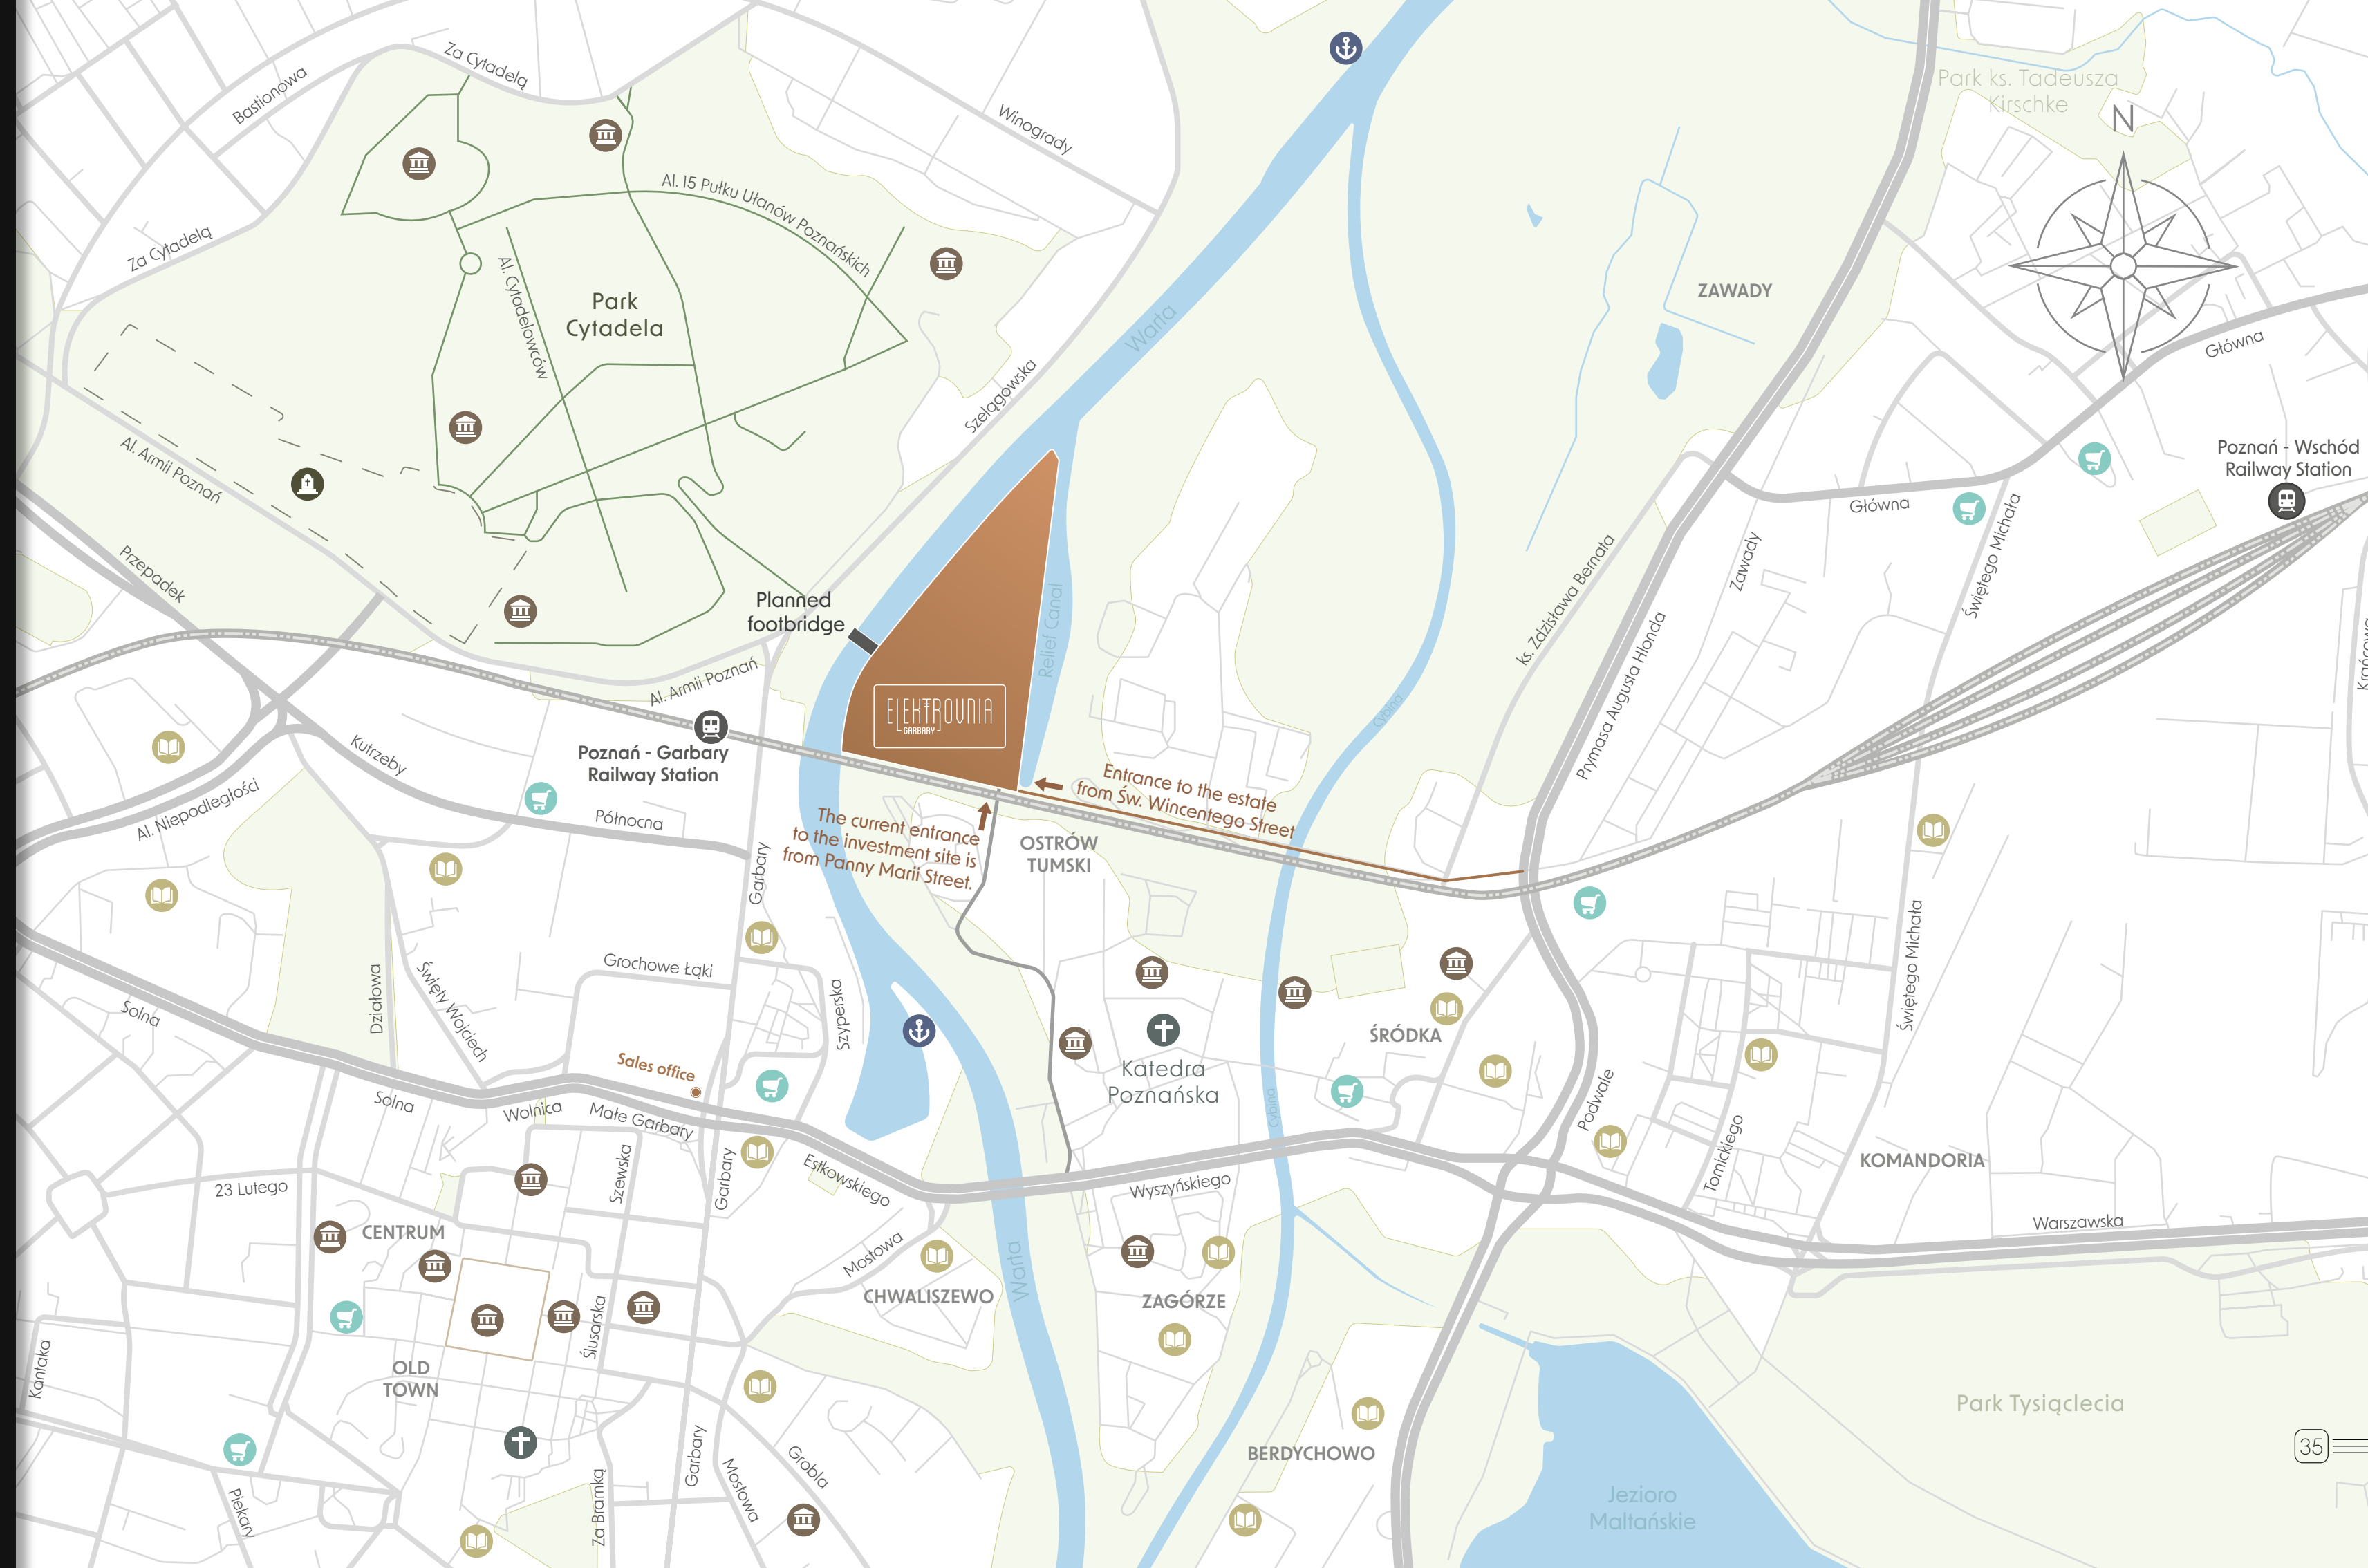 Za Cytadelą
Bastionowa
Winogrady
Park ks. Tadeusza
Kirschke
N
Al. 15 Pułku Ułanów Poznańskich
Za Cytadelą
Al. Cytadelowców
Park
Cytadela
ZAWADY
Warta
Główna
Szelągowska
Al. Armii Poznań
Poznań - Wschód
Railway Station
Główna
Świętego Michała
Zawady
ks. Zdzisława Bernata
Przepadek
Planned
footbridge
Relief Canal
Prymasa Augusta Hlonda
Krańcowa
Al. Armii Poznań
ELEKTROVNIA
GARBARY
Cybina
Poznań - Garbary
Railway Station
Kutrzeby
Entrance to the estate
from Św. Wincentego Street
Al. Niepodległości
Północna
The current entrance
to the investment site is
from Panny Marii Street.
OSTRÓW
TUMSKI
Garbary
Grochowe Łąki
Świętego Michała
Działowa
Święty Wojciech
Szyperska
Solna
ŚRÓDKA
Sales office
Katedra
Poznańska
Cybina
Podwale
Solna
Wolnica
Małe Garbary
Tomickiego
KOMANDORIA
Szewska
Garbary
Estkowskiego
Wyszyńskiego
23 Lutego
Warszawska
CENTRUM
Mostowa
Warta
CHWALISZEWO
ZAGÓRZE
Ślusarska
Kantaka
OLD
TOWN
Park Tysiąclecia
35
BERDYCHOWO
Garbary
Grobla
Mostowa
Za Bramką
Piekary
Jezioro
Maltańskie